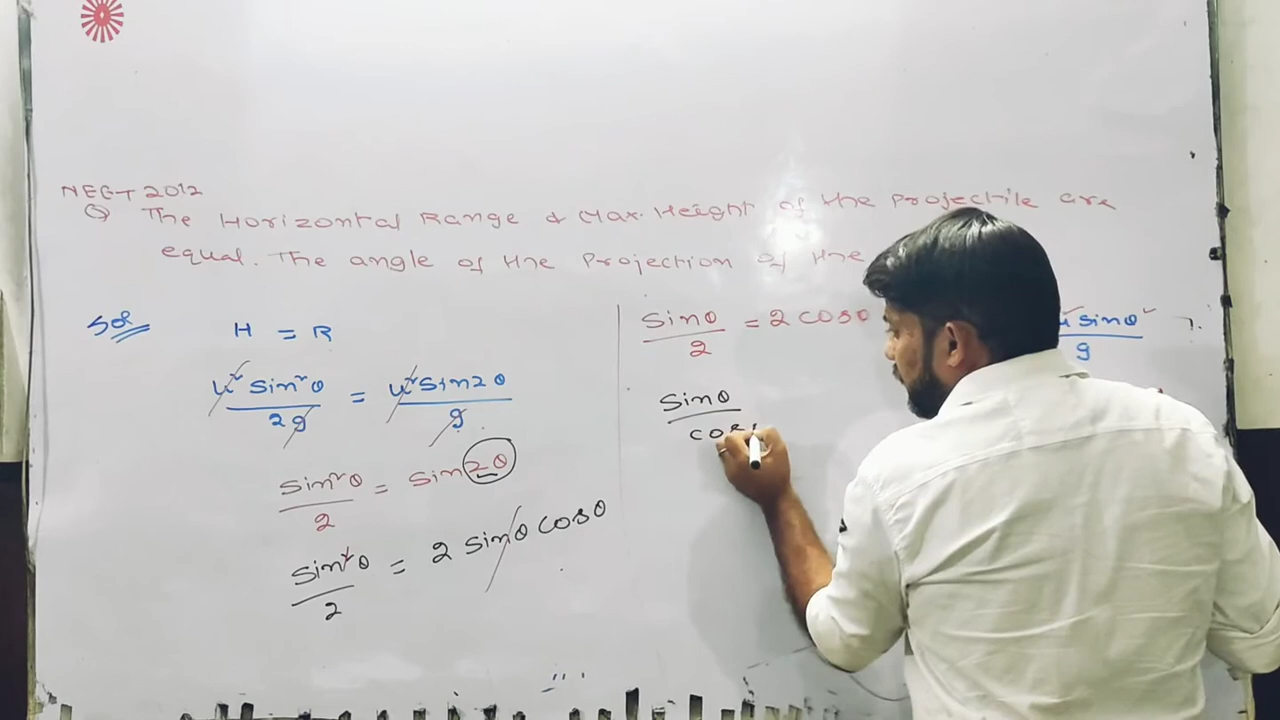 NEET 2012
Q The Horizontal Range & Max. Height of the Projectile are
equal. The angle of the Projection of the
Sol H = R
u² Sin²θ / 2g = u² Sin2θ / g
Sin²θ / 2 = Sin2θ
Sin²θ / 2 = 2 Sinθ cosθ
Sinθ / 2 = 2 cosθ
Sinθ / cos
Sinθ / g